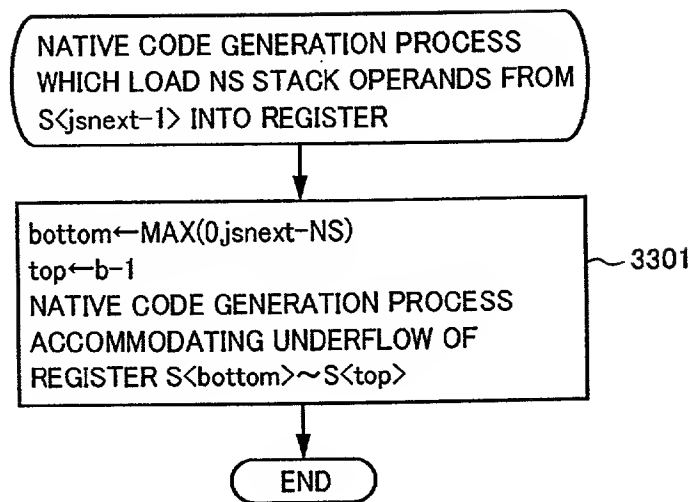 NATIVE CODE GENERATION PROCESS
WHICH LOAD NS STACK OPERANDS FROM
S<jsnext-1> INTO REGISTER
bottom←MAX(0,jsnext-NS)
top←b-1
NATIVE CODE GENERATION PROCESS
ACCOMMODATING UNDERFLOW OF
REGISTER S<bottom>~S<top>
3301
END